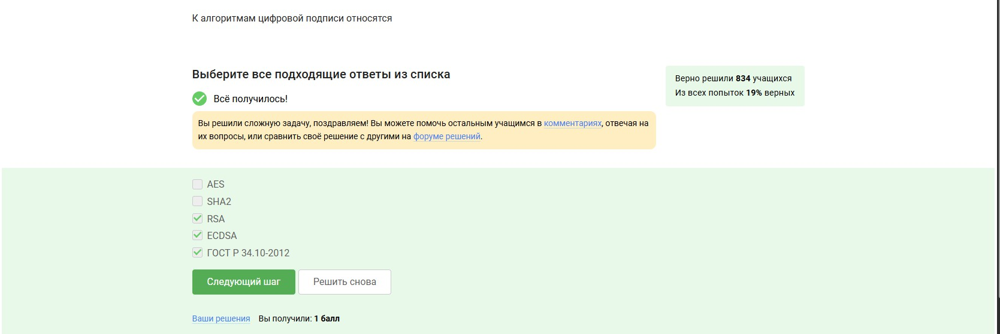 К алгоритмам цифровой подписи относятся
Выберите все подходящие ответы из списка
Верно решили 834 учащихся
Из всех попыток 19% верных
Всё получилось!
Вы решили сложную задачу, поздравляем! Вы можете помочь остальным учащимся в комментариях, отвечая на
их вопросы, или сравнить своё решение с другими на форуме решений.
AES
SHA2
RSA
ECDSA
ГОСТ Р 34.10-2012
Следующий шаг
Решить снова
Ваши решения Вы получили: 1 балл